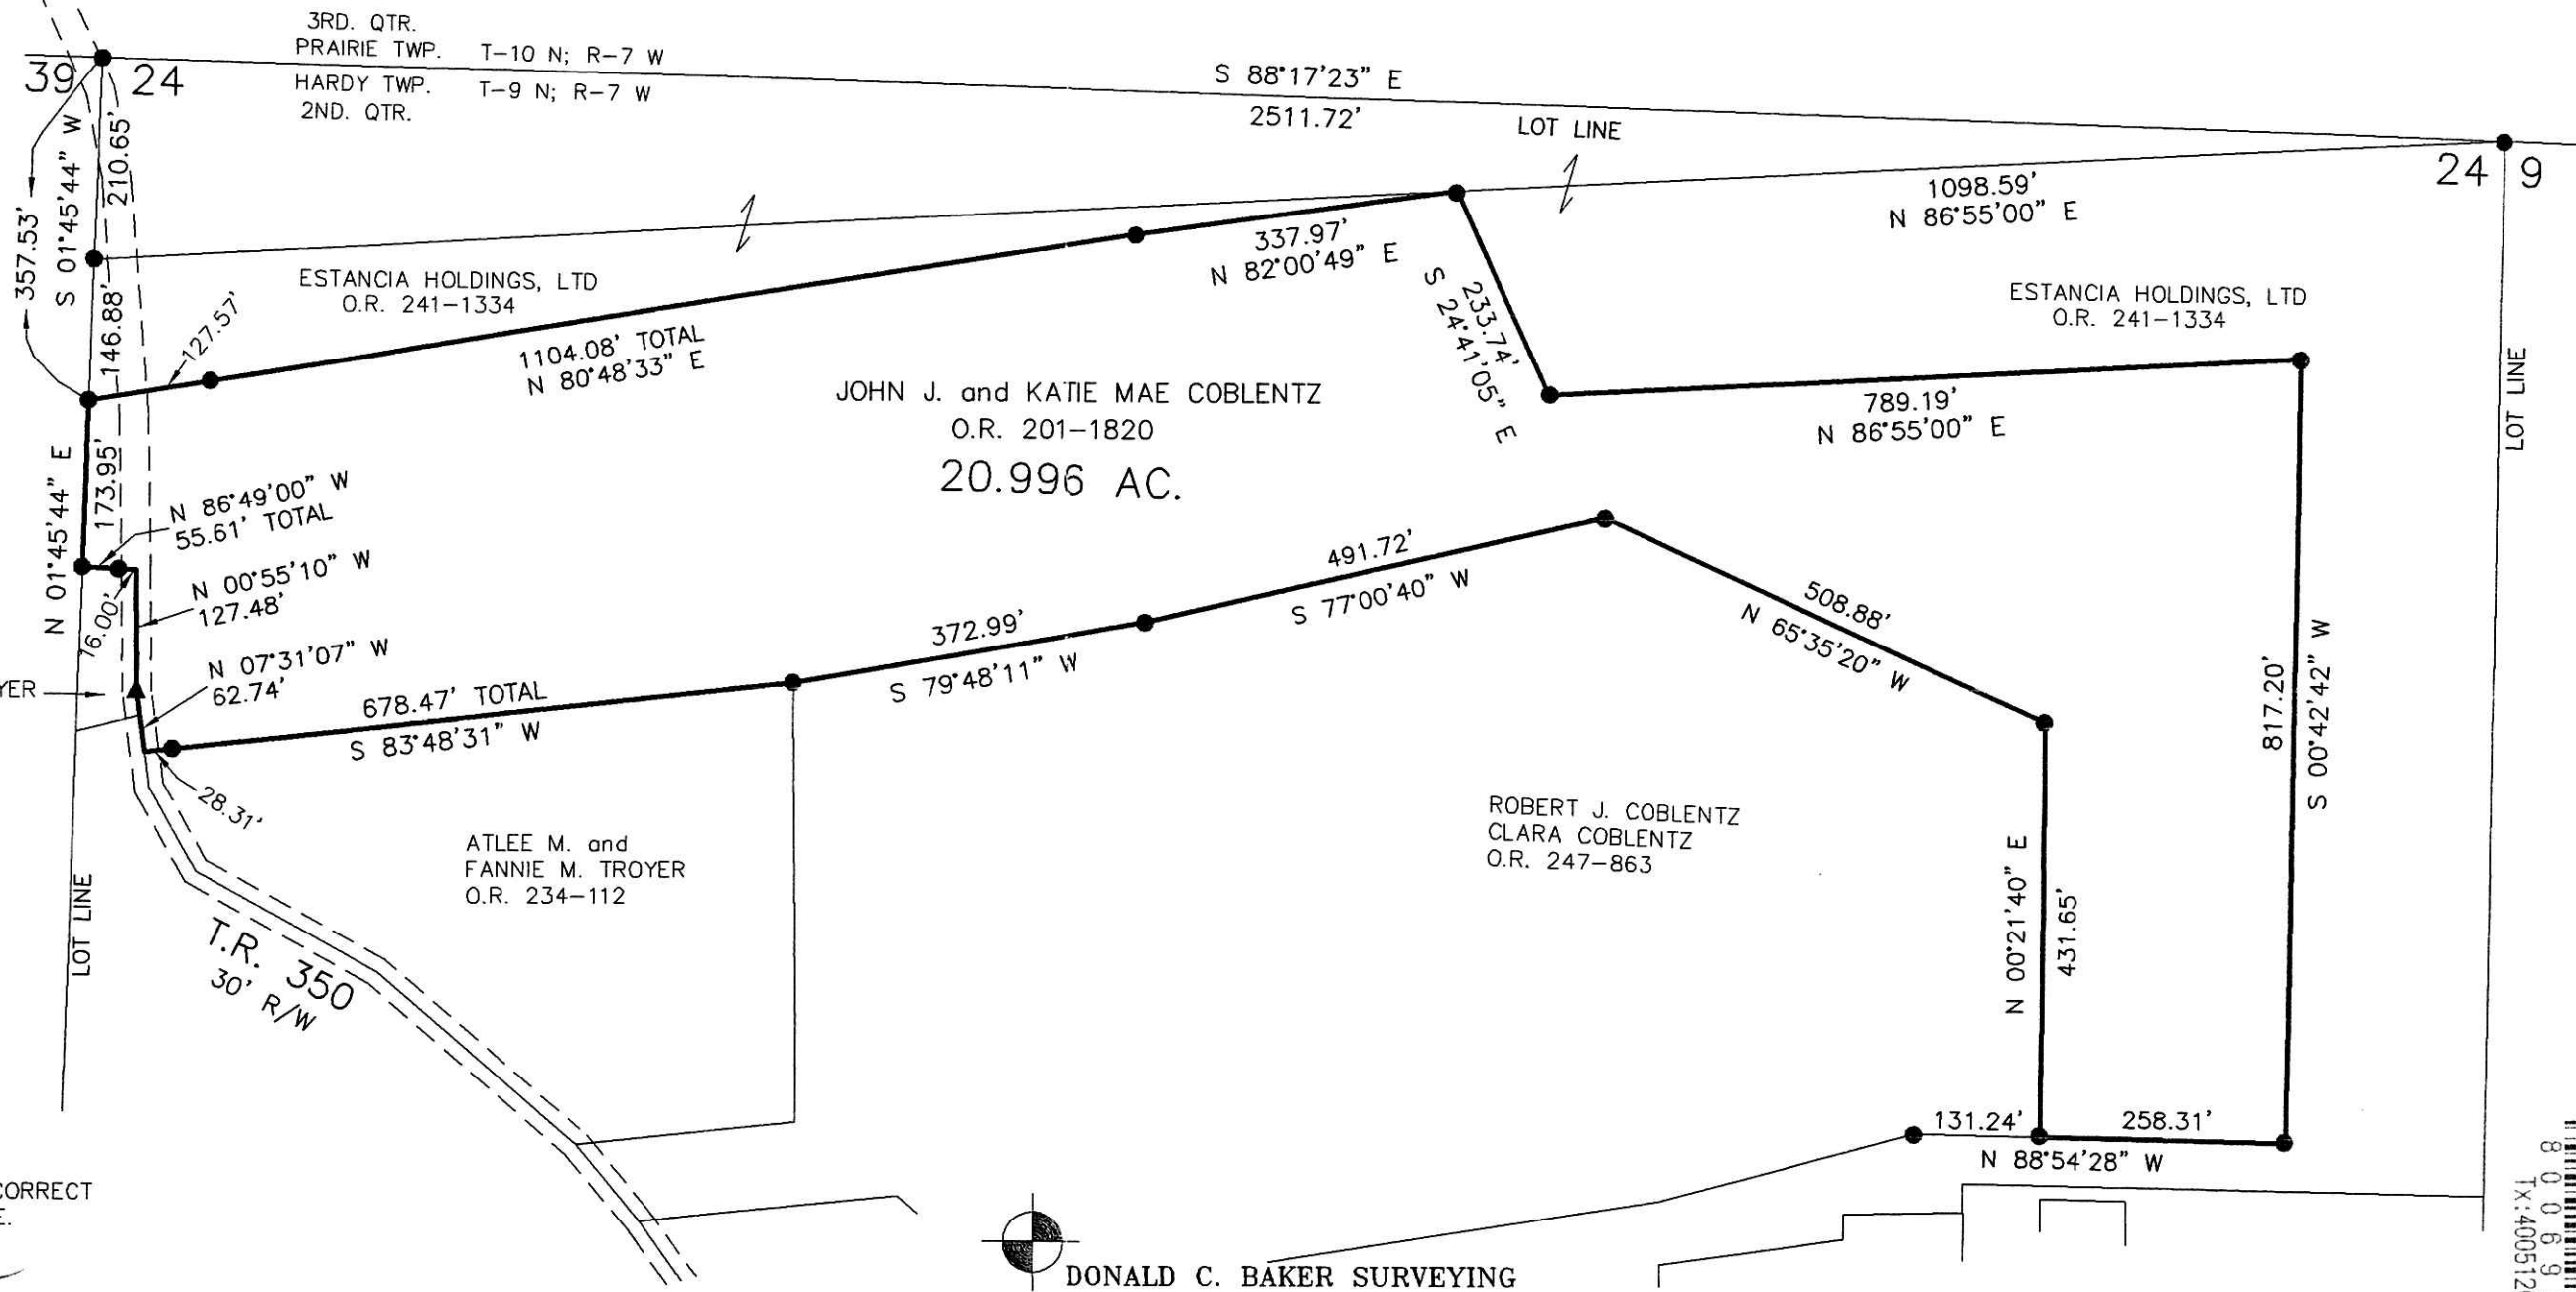 3RD. QTR.
PRAIRIE TWP. T-10 N; R-7 W
HARDY TWP. T-9 N; R-7 W
2ND. QTR.
39 24
S 88°17'23" E
2511.72'
LOT LINE
24 9
S 01°45'44" W
210.65'
357.53'
146.88'
127.57'
ESTANCIA HOLDINGS, LTD
O.R. 241-1334
1104.08' TOTAL
N 80°48'33" E
337.97'
N 82°00'49" E
233.74'
S 24°41'05" E
1098.59'
N 86°55'00" E
ESTANCIA HOLDINGS, LTD
O.R. 241-1334
789.19'
N 86°55'00" E
LOT LINE
JOHN J. and KATIE MAE COBLENTZ
O.R. 201-1820
20.996 AC.
N 01°45'44" E
173.95'
N 86°49'00" W
55.61' TOTAL
N 00°55'10" W
127.48'
16.00'
N 07°31'07" W
62.74'
YER
678.47' TOTAL
S 83°48'31" W
28.31'
372.99'
S 79°48'11" W
491.72'
S 77°00'40" W
508.88'
N 65°35'20" W
817.20'
S 00°42'42" W
ATLEE M. and
FANNIE M. TROYER
O.R. 234-112
ROBERT J. COBLENTZ
CLARA COBLENTZ
O.R. 247-863
N 00°21'40" E
431.65'
LOT LINE
T.R. 350
30' R/W
131.24' 258.31'
N 88°54'28" W
CORRECT
E.
DONALD C. BAKER SURVEYING
80069
Tx:400512